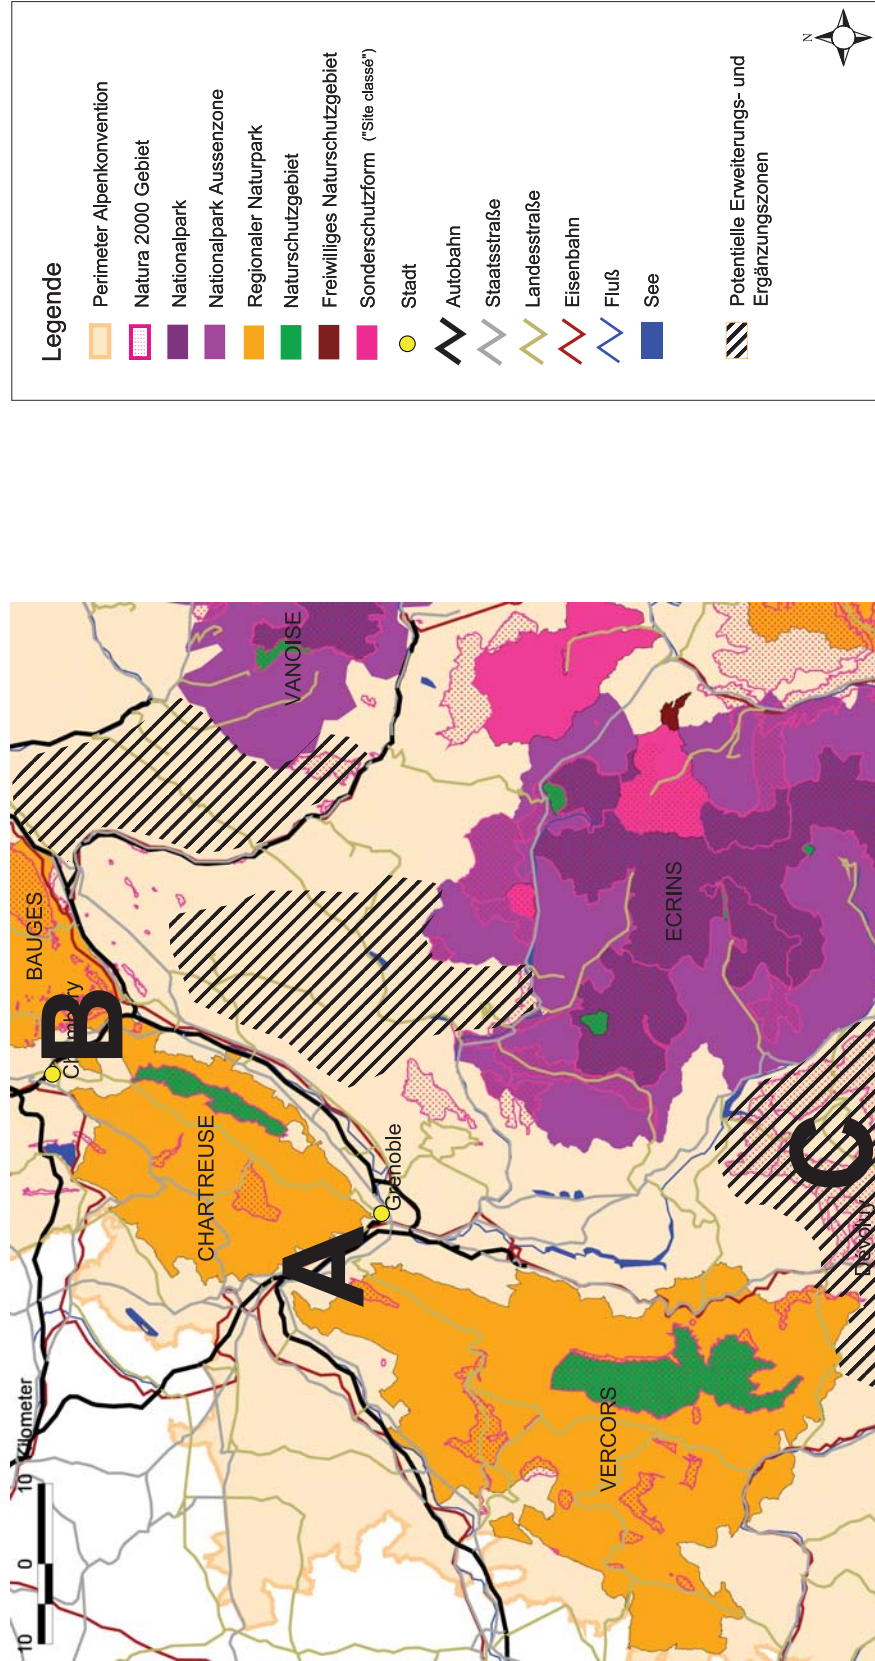 Legende
Perimeter Alpenkonvention
Natura 2000 Gebiet
Nationalpark
Nationalpark Aussenzone
Regionaler Naturpark
Naturschutzgebiet
Freiwilliges Naturschutzgebiet
Sonderschutzform ("Site classé")
Stadt
Autobahn
Staatsstraße
Landesstraße
Eisenbahn
Fluß
See
Potentielle Erweiterungs- und
Ergänzungszonen
N
10 0 10 Kilometer
BAUGES
B
Chambery
VANOISE
CHARTREUSE
A
Grenoble
ECRINS
VERCORS
C
Dévoluy